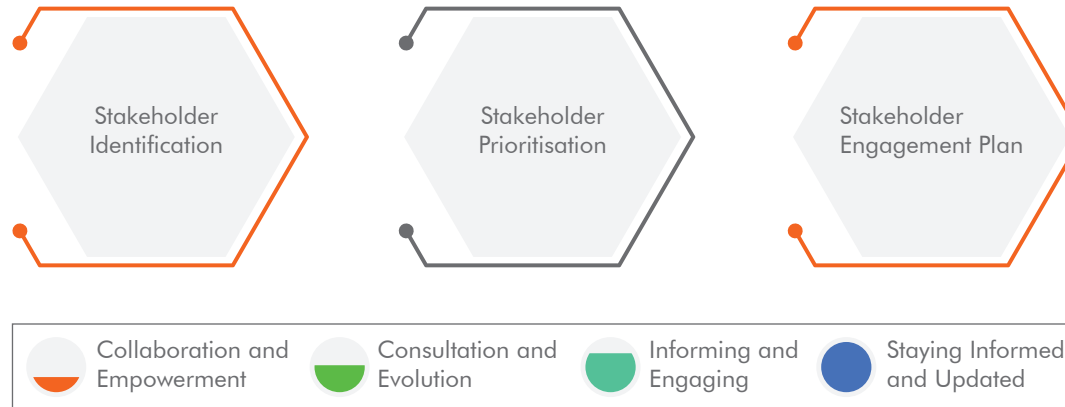 Stakeholder
Identification
Stakeholder
Prioritisation
Stakeholder
Engagement Plan
Collaboration and
Empowerment
Consultation and
Evolution
Informing and
Engaging
Staying Informed
and Updated